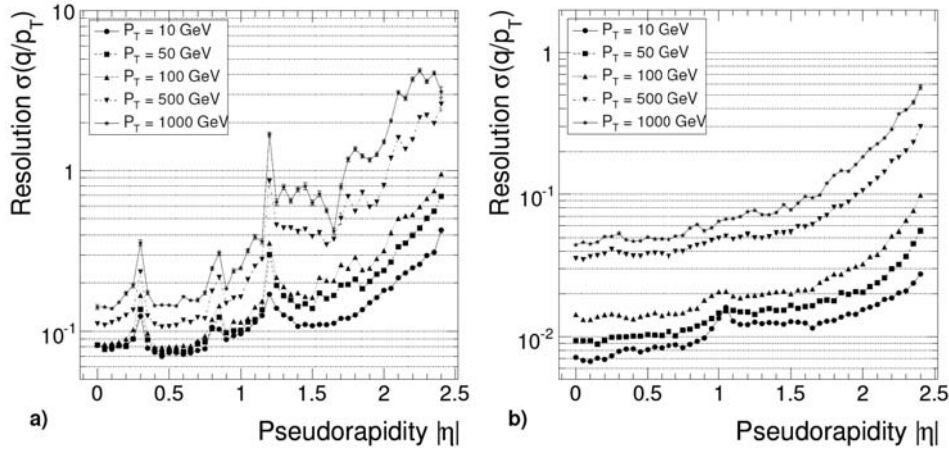 Resolution σ(q/p_T)
10
1
10⁻¹
P_T = 10 GeV
P_T = 50 GeV
P_T = 100 GeV
P_T = 500 GeV
P_T = 1000 GeV
0 0.5 1 1.5 2 2.5
a)
Pseudorapidity |η|
Resolution σ(q/p_T)
1
10⁻¹
10⁻²
P_T = 10 GeV
P_T = 50 GeV
P_T = 100 GeV
P_T = 500 GeV
P_T = 1000 GeV
0 0.5 1 1.5 2 2.5
b)
Pseudorapidity |η|